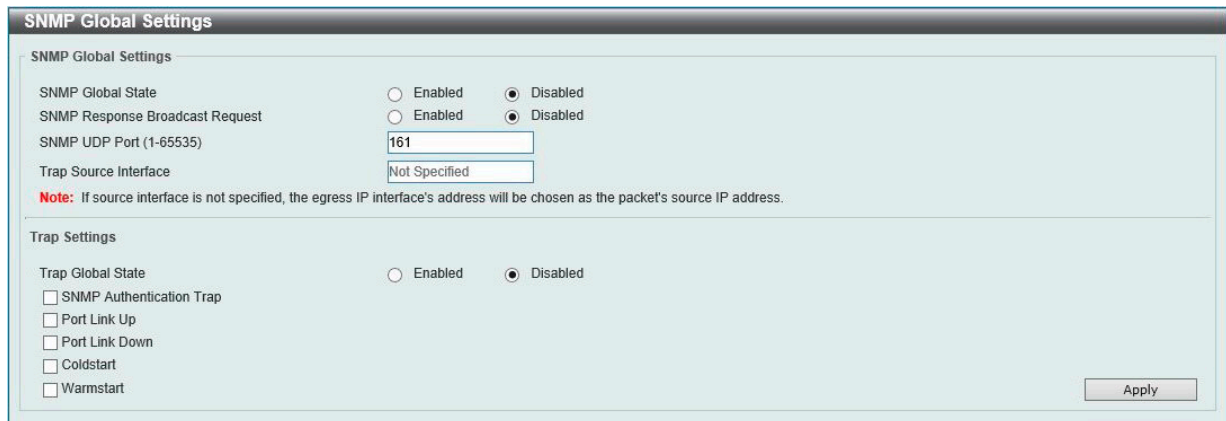 SNMP Global Settings
SNMP Global Settings
SNMP Global State Enabled Disabled
SNMP Response Broadcast Request Enabled Disabled
SNMP UDP Port (1-65535) 161
Trap Source Interface Not Specified
Note: If source interface is not specified, the egress IP interface's address will be chosen as the packet's source IP address.
Trap Settings
Trap Global State Enabled Disabled
SNMP Authentication Trap
Port Link Up
Port Link Down
Coldstart
Warmstart
Apply